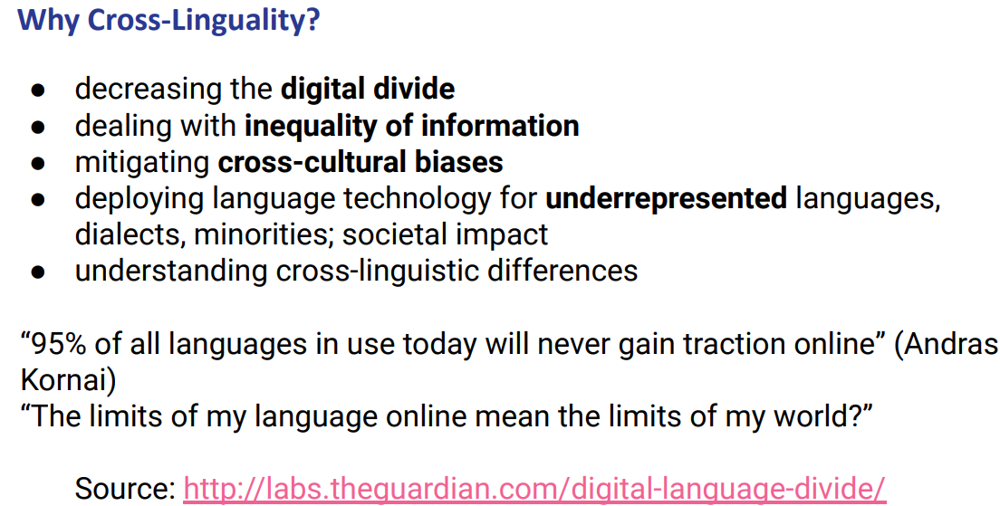 Why Cross-Linguality?
● decreasing the digital divide
● dealing with inequality of information
● mitigating cross-cultural biases
● deploying language technology for underrepresented languages,
dialects, minorities; societal impact
● understanding cross-linguistic differences
“95% of all languages in use today will never gain traction online” (Andras
Kornai)
“The limits of my language online mean the limits of my world?”
Source: http://labs.theguardian.com/digital-language-divide/